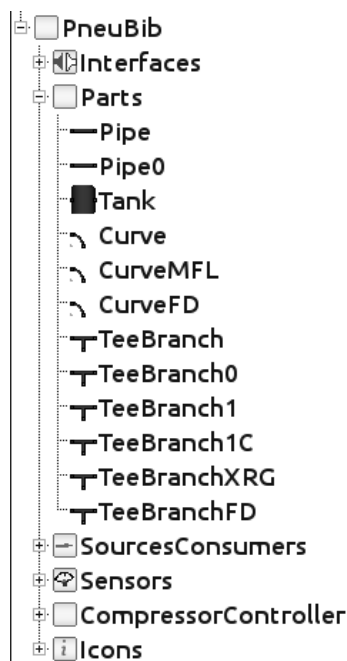 PneuBib
Interfaces
Parts
Pipe
Pipe0
Tank
Curve
CurveMFL
CurveFD
TeeBranch
TeeBranch0
TeeBranch1
TeeBranch1C
TeeBranchXRG
TeeBranchFD
SourcesConsumers
Sensors
CompressorController
Icons